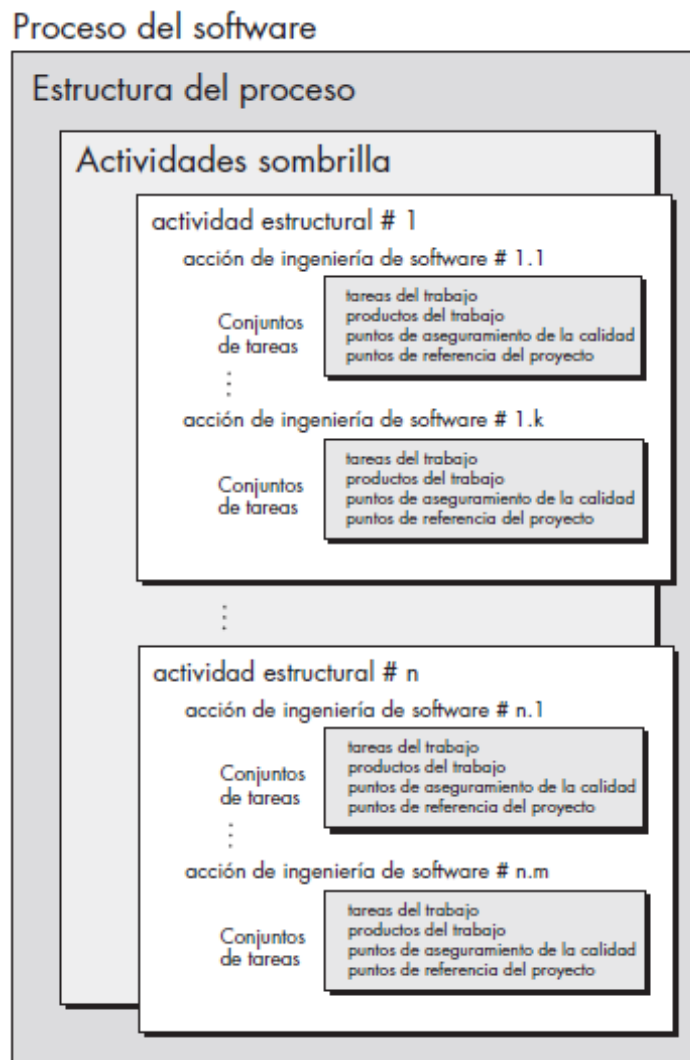 Proceso del software
Estructura del proceso
Actividades sombrilla
actividad estructural # 1
acción de ingeniería de software # 1.1
Conjuntos
de tareas
tareas del trabajo
productos del trabajo
puntos de aseguramiento de la calidad
puntos de referencia del proyecto
acción de ingeniería de software # 1.k
Conjuntos
de tareas
tareas del trabajo
productos del trabajo
puntos de aseguramiento de la calidad
puntos de referencia del proyecto
actividad estructural # n
acción de ingeniería de software # n.1
Conjuntos
de tareas
tareas del trabajo
productos del trabajo
puntos de aseguramiento de la calidad
puntos de referencia del proyecto
acción de ingeniería de software # n.m
Conjuntos
de tareas
tareas del trabajo
productos del trabajo
puntos de aseguramiento de la calidad
puntos de referencia del proyecto